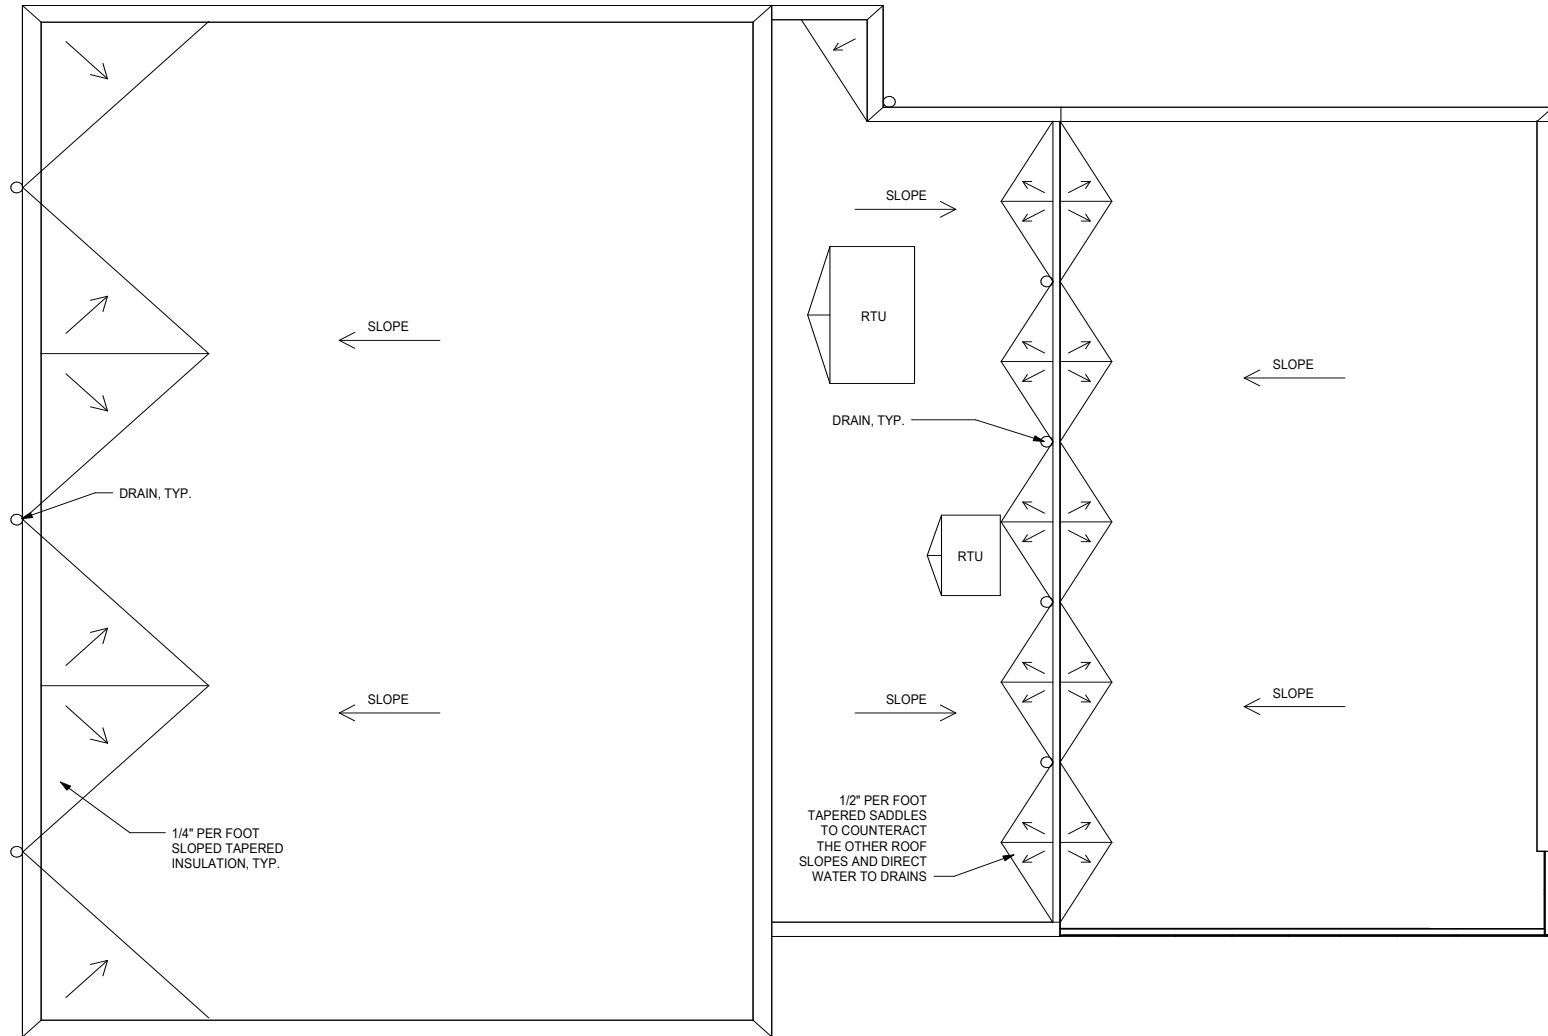 SLOPE
RTU
SLOPE
SLOPE
DRAIN, TYP.
DRAIN, TYP.
RTU
SLOPE
SLOPE
SLOPE
1/4" PER FOOT
SLOPED TAPERED
INSULATION, TYP.
1/2" PER FOOT
TAPERED SADDLES
TO COUNTERACT
THE OTHER ROOF
SLOPES AND DIRECT
WATER TO DRAINS